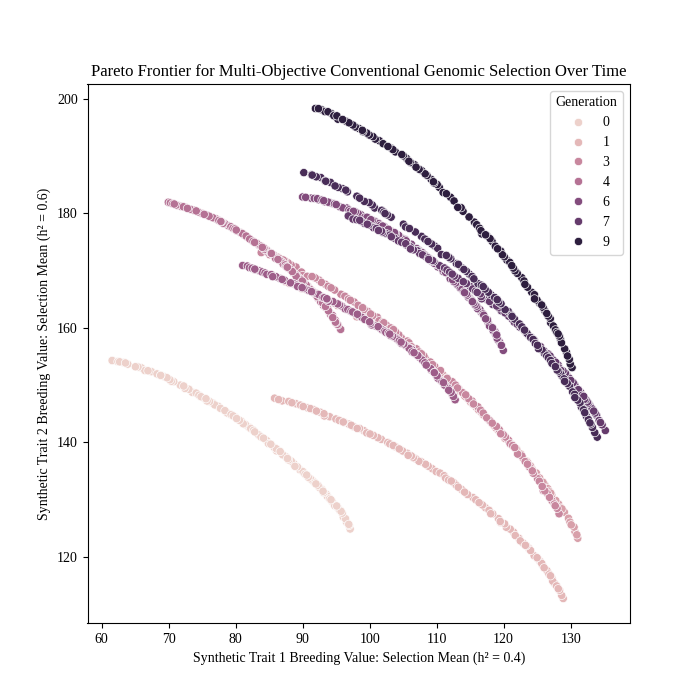 Pareto Frontier for Multi-Objective Conventional Genomic Selection Over Time
Synthetic Trait 2 Breeding Value: Selection Mean (h² = 0.6)
200
180
160
140
120
Generation
0
1
3
4
6
7
9
60 70 80 90 100 110 120 130
Synthetic Trait 1 Breeding Value: Selection Mean (h² = 0.4)